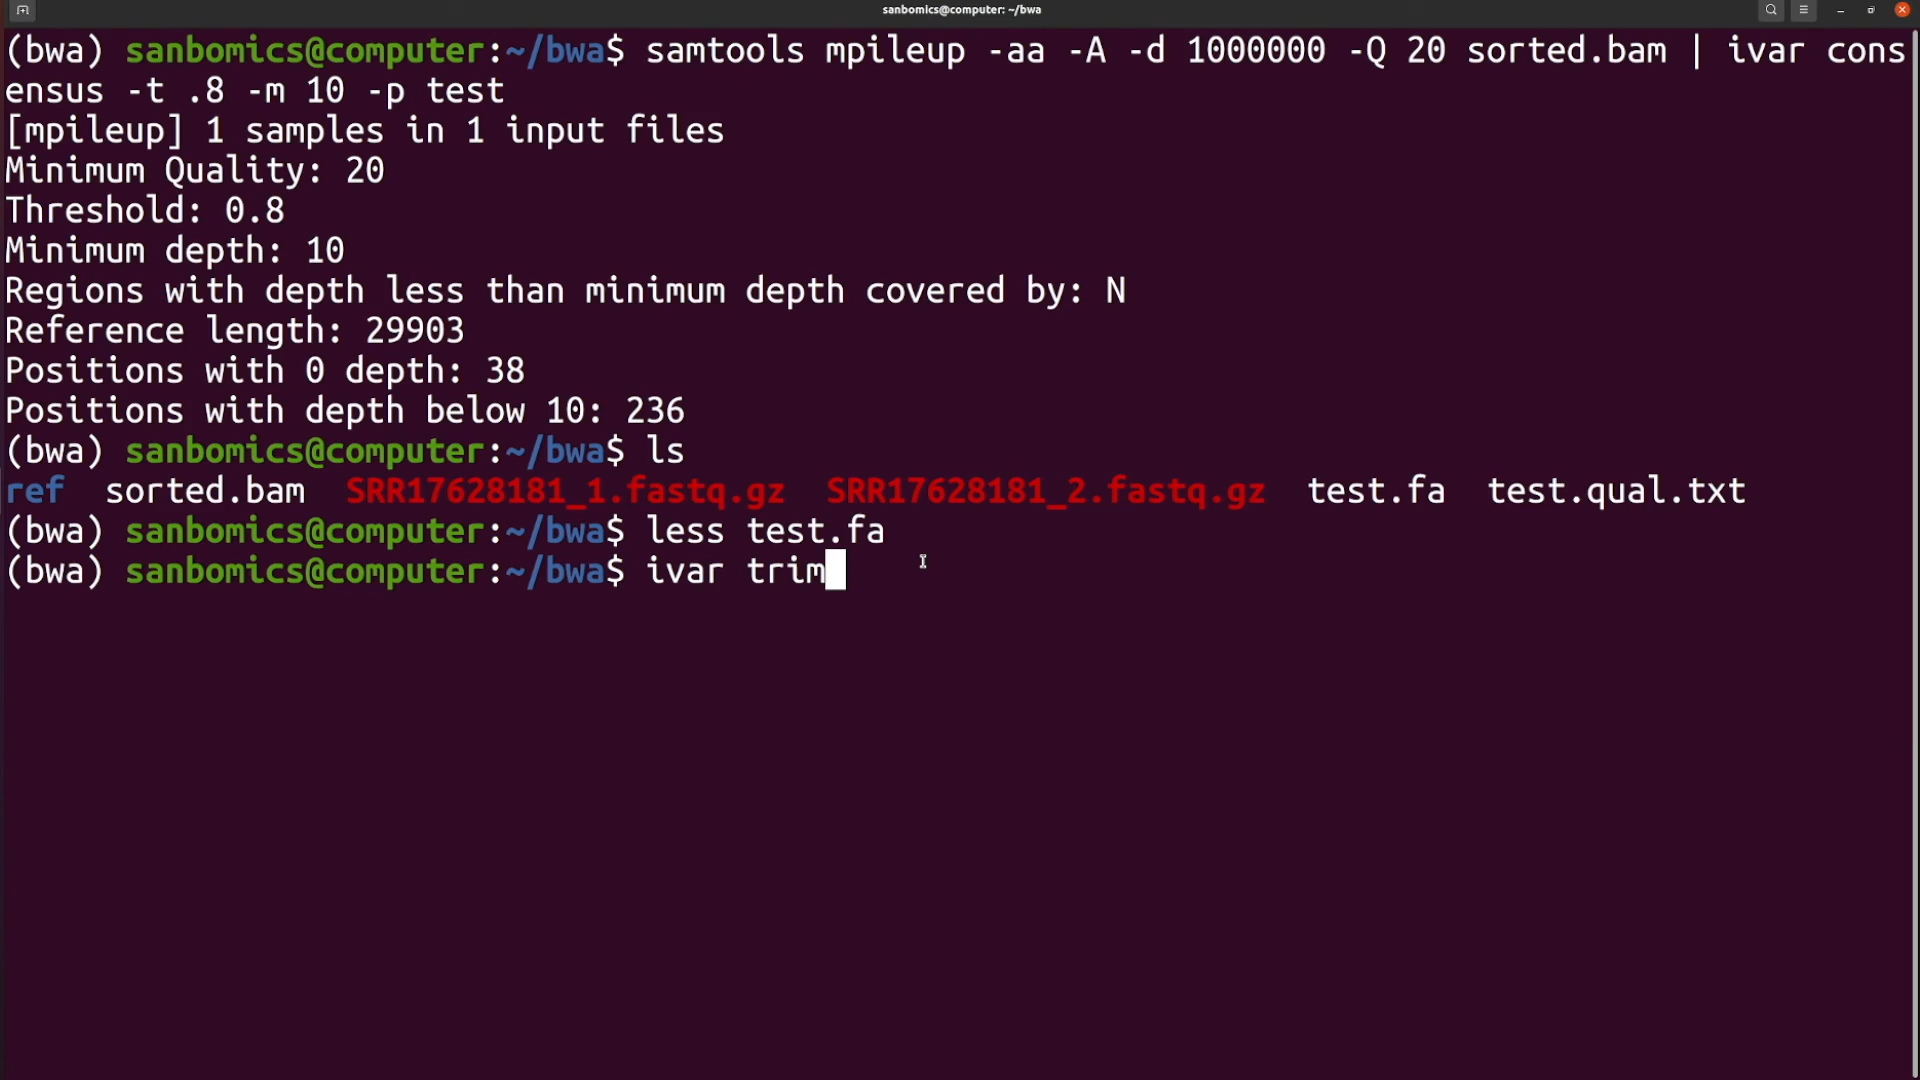 sanbomics@computer: ~/bwa
(bwa) sanbomics@computer:~/bwa$ samtools mpileup -aa -A -d 1000000 -Q 20 sorted.bam | ivar cons
ensus -t .8 -m 10 -p test
[mpileup] 1 samples in 1 input files
Minimum Quality: 20
Threshold: 0.8
Minimum depth: 10
Regions with depth less than minimum depth covered by: N
Reference length: 29903
Positions with 0 depth: 38
Positions with depth below 10: 236
(bwa) sanbomics@computer:~/bwa$ ls
ref  sorted.bam  SRR17628181_1.fastq.gz  SRR17628181_2.fastq.gz  test.fa  test.qual.txt
(bwa) sanbomics@computer:~/bwa$ less test.fa
(bwa) sanbomics@computer:~/bwa$ ivar trim